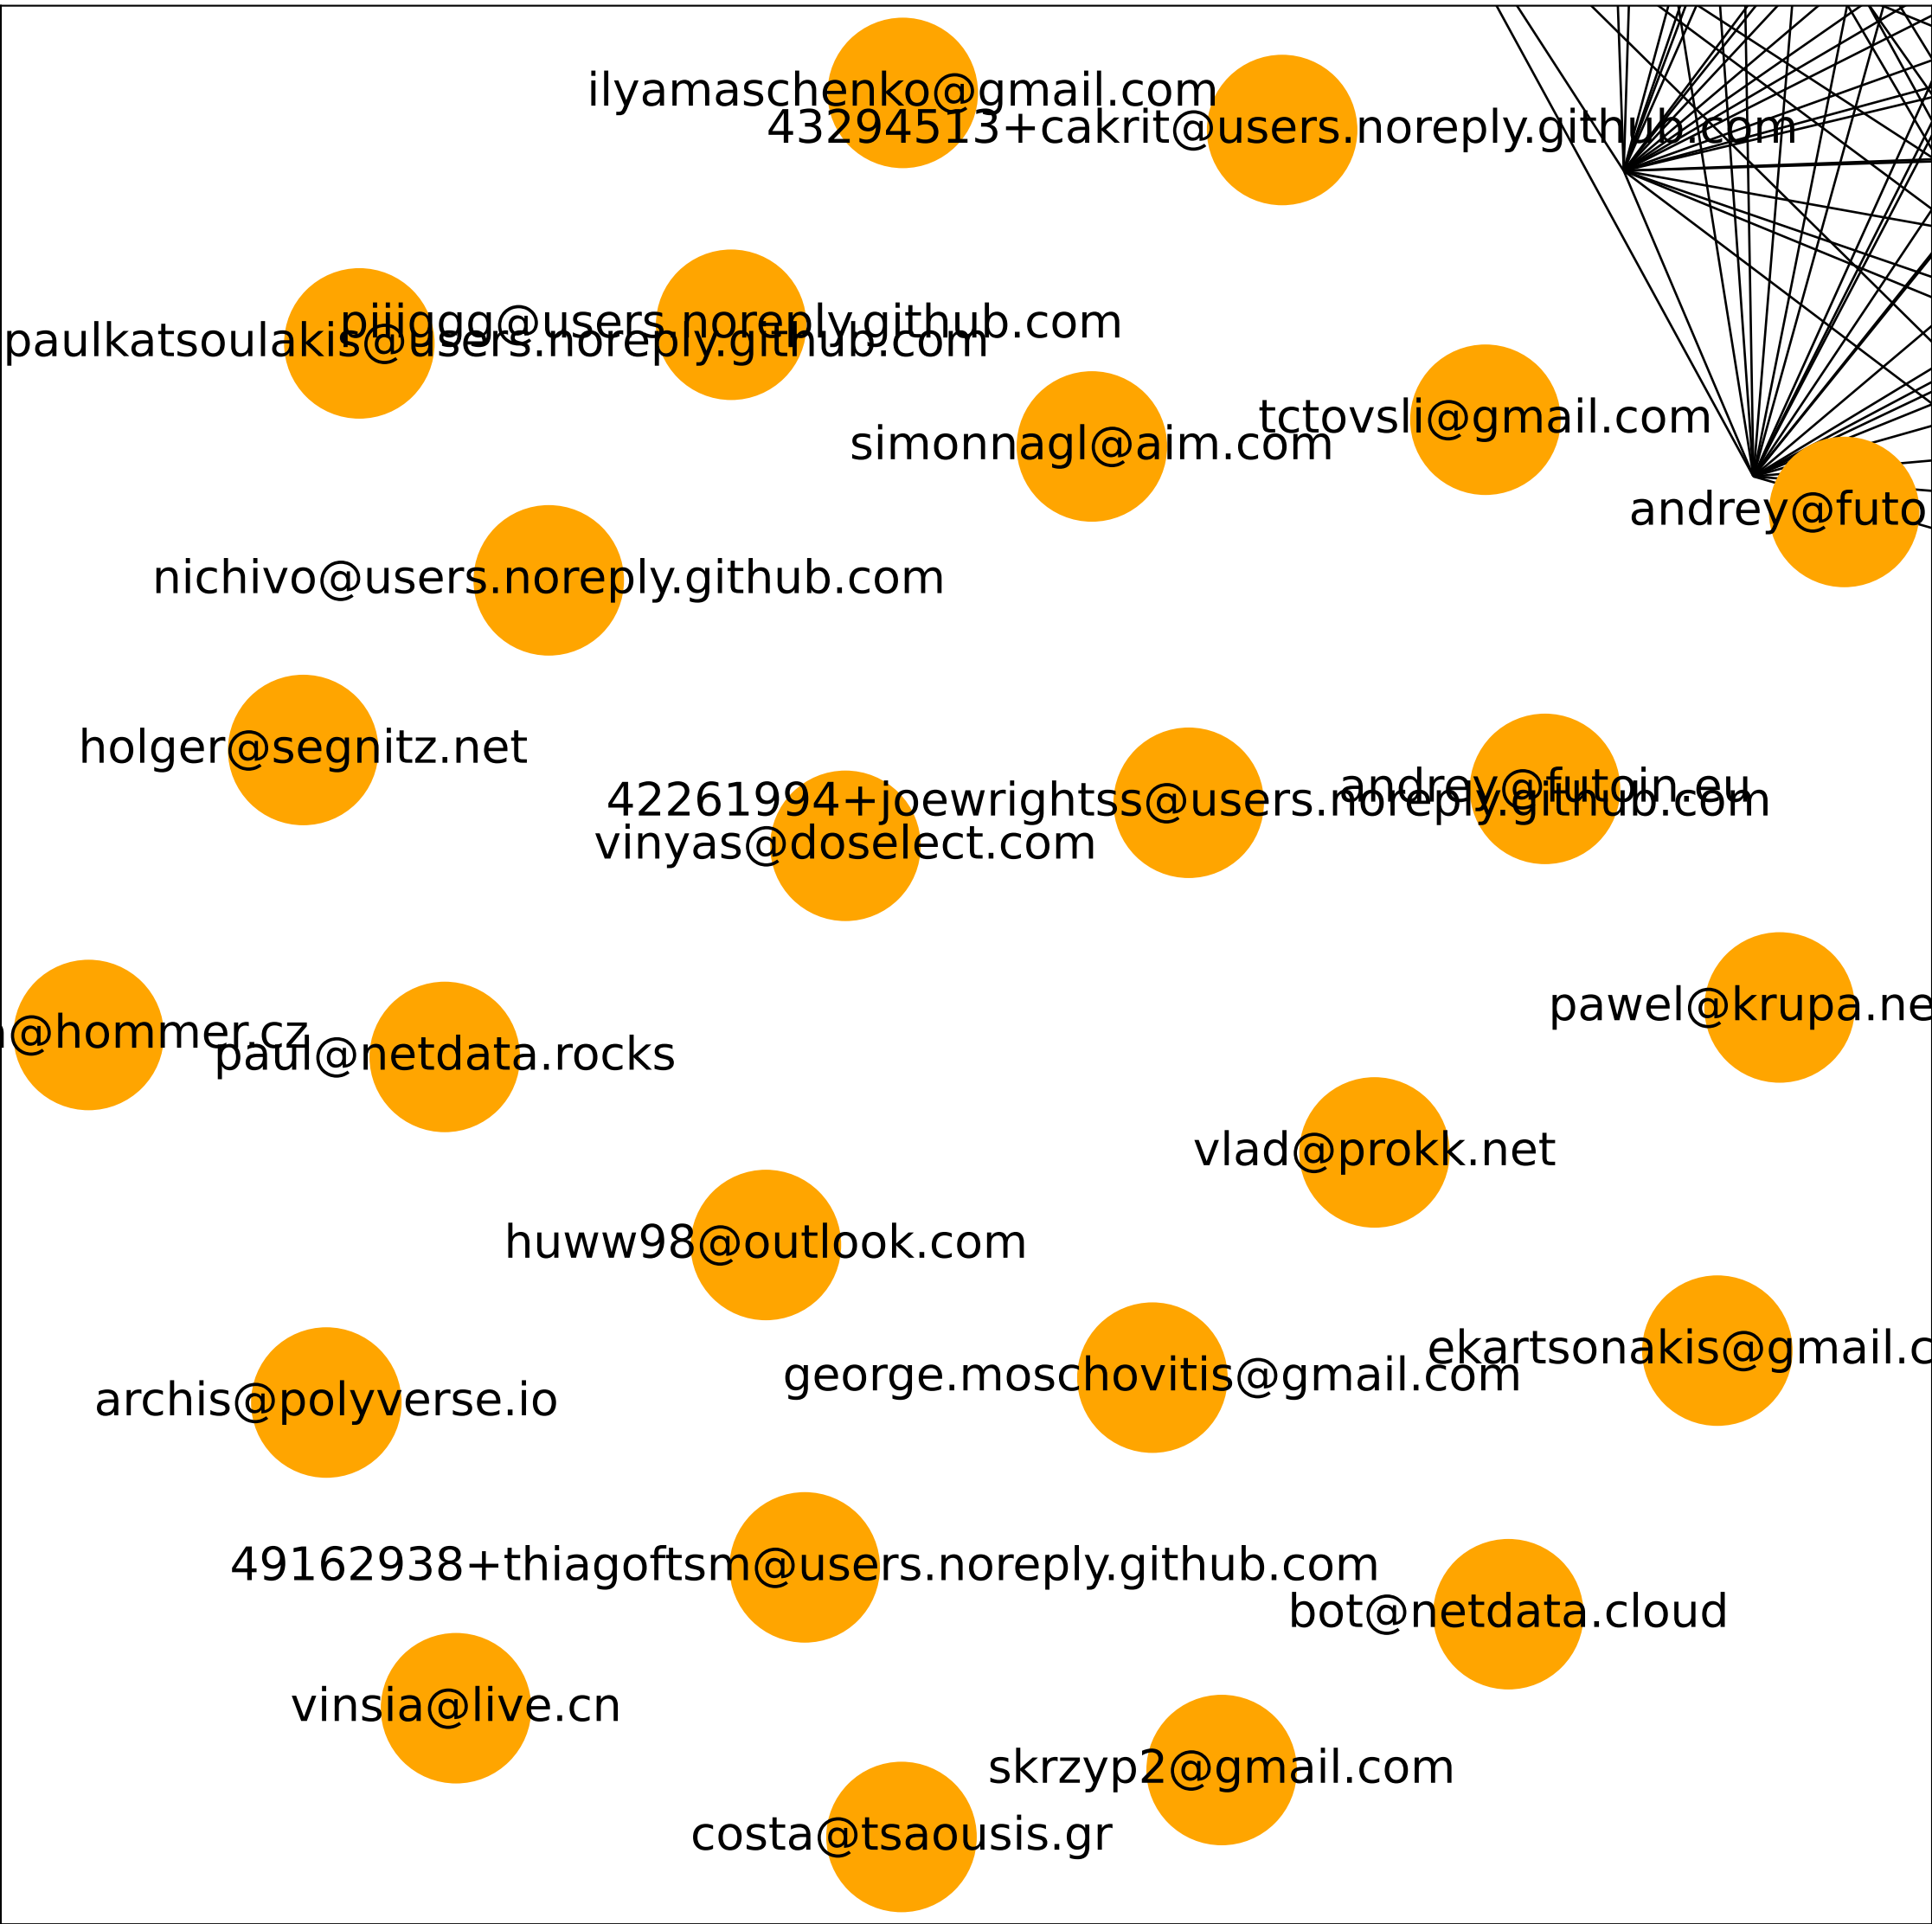 ilyamaschenko@gmail.com
43294513+cakrit@users.noreply.github.com
pjjjggg@users.noreply.github.com
paulkatsoulakis@users.noreply.github.com
tctovsli@gmail.com
simonnagl@aim.com
andrey@futo
nichivo@users.noreply.github.com
holger@segnitz.net
andrey@futoin.eu
42261994+joewrightss@users.noreply.github.com
vinyas@doselect.com
pawel@krupa.ne
@hommer.cz
paul@netdata.rocks
vlad@prokk.net
huww98@outlook.com
ekartsonakis@gmail.c
george.moschovitis@gmail.com
archis@polyverse.io
49162938+thiagoftsm@users.noreply.github.com
bot@netdata.cloud
vinsia@live.cn
skrzyp2@gmail.com
costa@tsaousis.gr